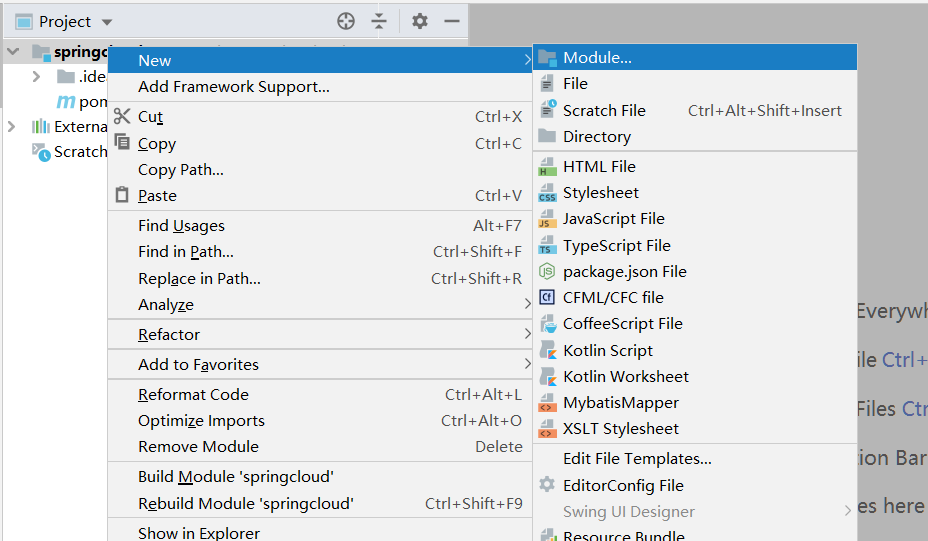 Project
springc
.ide
pom
Externa
Scratch
New
Add Framework Support...
Cut Ctrl+X
Copy Ctrl+C
Copy Path...
Paste Ctrl+V
Find Usages Alt+F7
Find in Path... Ctrl+Shift+F
Replace in Path... Ctrl+Shift+R
Analyze
Refactor
Add to Favorites
Reformat Code Ctrl+Alt+L
Optimize Imports Ctrl+Alt+O
Remove Module Delete
Build Module 'springcloud'
Rebuild Module 'springcloud' Ctrl+Shift+F9
Show in Explorer
Module...
File
Scratch File Ctrl+Alt+Shift+Insert
Directory
HTML File
Stylesheet
JavaScript File
TypeScript File
package.json File
CFML/CFC file
CoffeeScript File
Kotlin Script
Kotlin Worksheet
MybatisMapper
XSLT Stylesheet
Edit File Templates...
EditorConfig File
Swing UI Designer
Resource Bundle
Everywh
ile Ctrl+
Files Ctr
tion Bar
es here